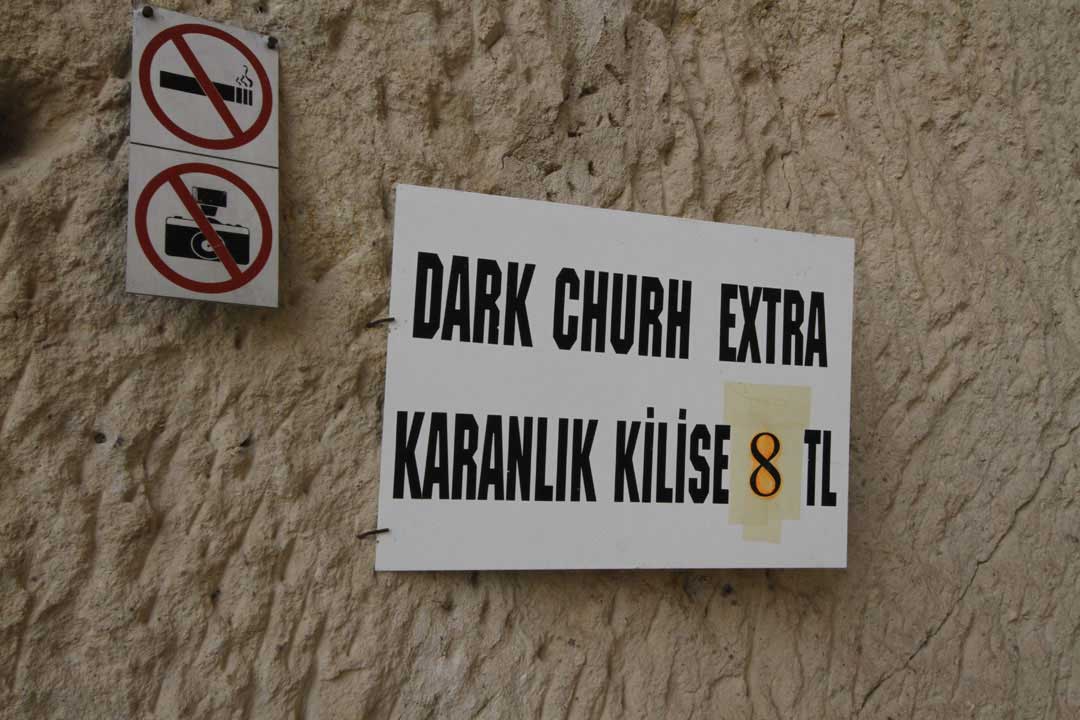 DARK CHURH EXTRA
KARANLIK KİLİSE 8 TL